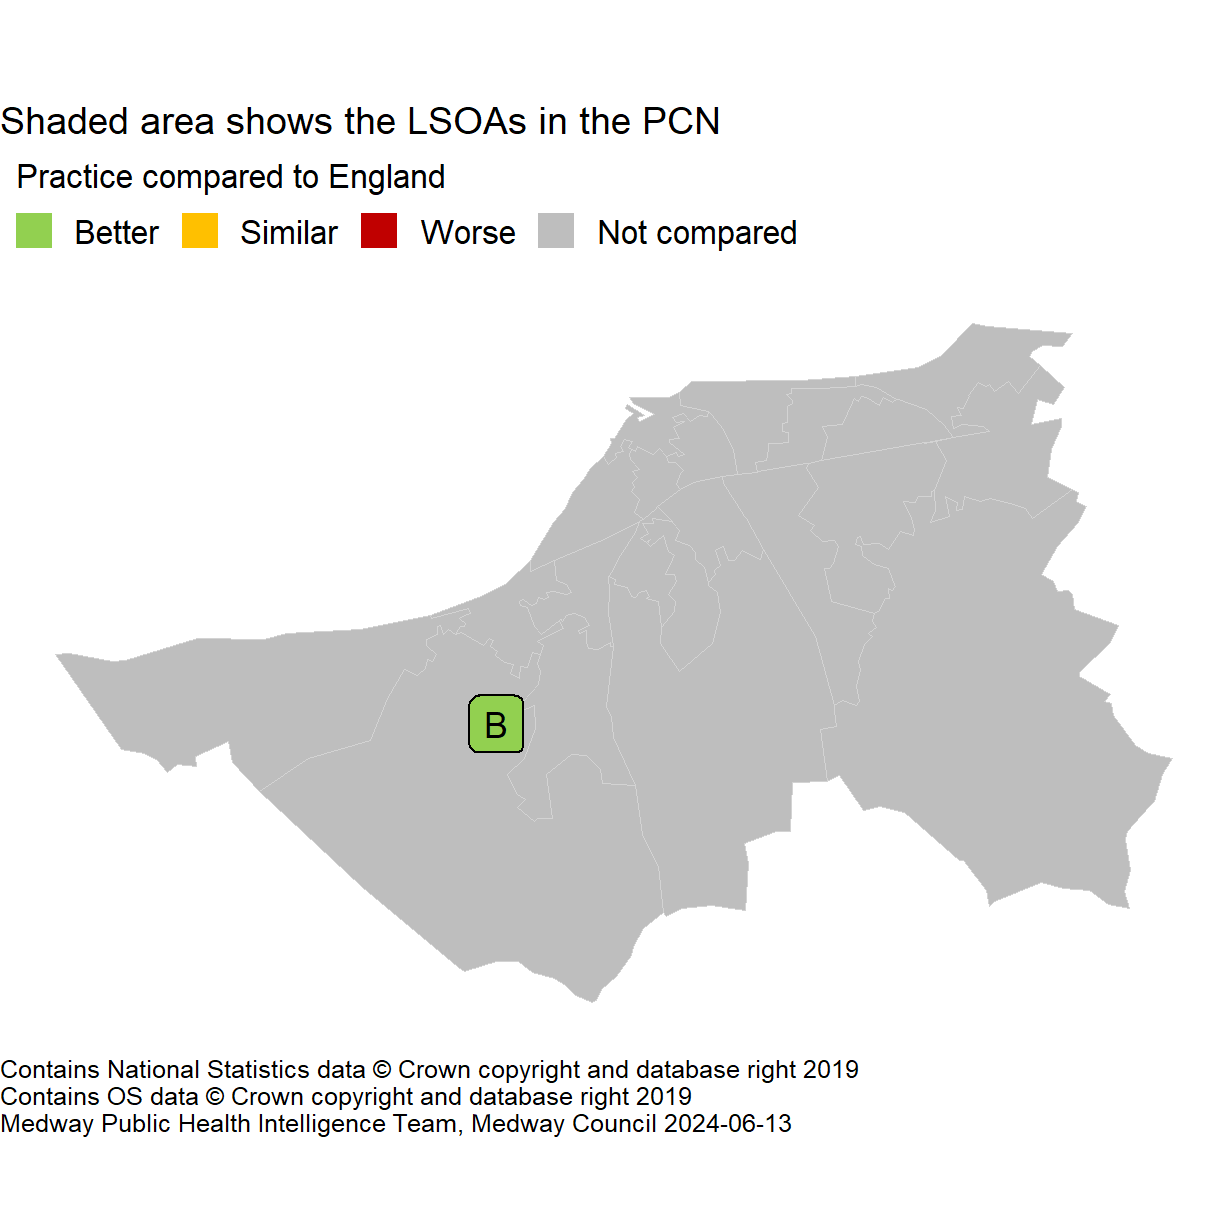 Shaded area shows the LSOAs in the PCN
Practice compared to England
Better Similar Worse Not compared
B
Contains National Statistics data © Crown copyright and database right 2019
Contains OS data © Crown copyright and database right 2019
Medway Public Health Intelligence Team, Medway Council 2024-06-13